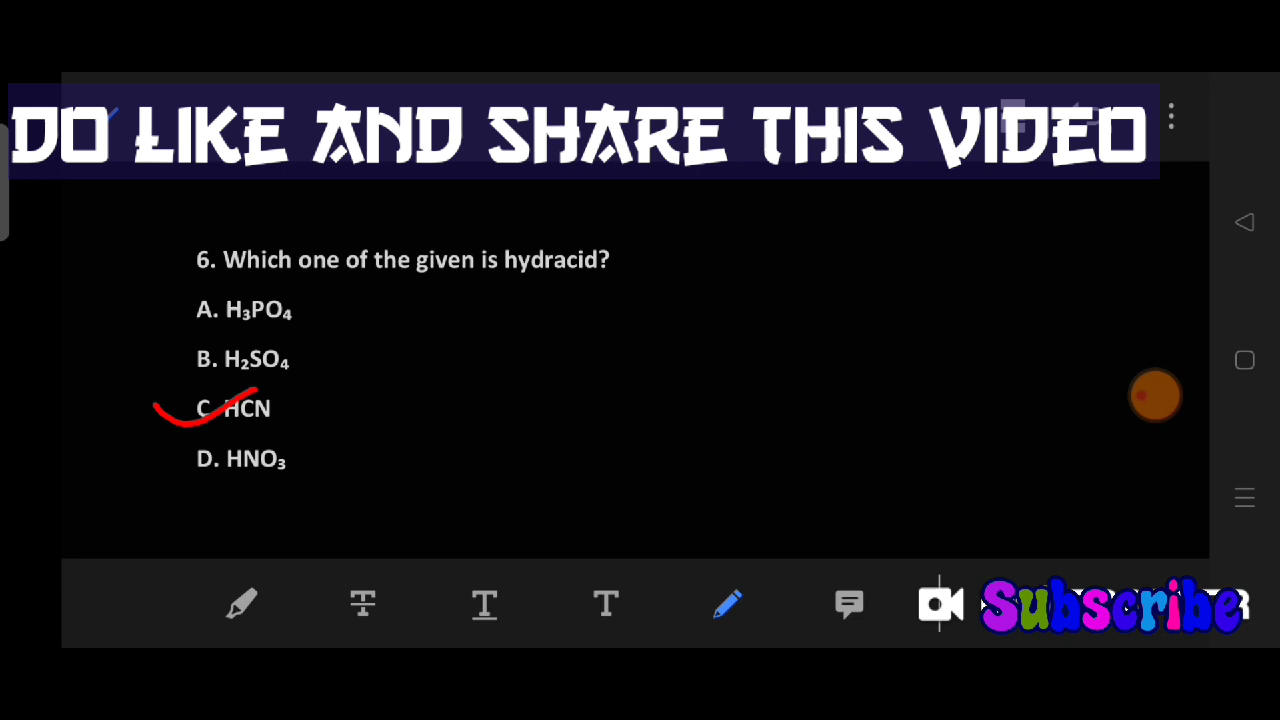 DO LIKE AND SHARE THIS VIDEO
6. Which one of the given is hydracid?
A. H₃PO₄
B. H₂SO₄
C. HCN
D. HNO₃
T T T
Subscribe